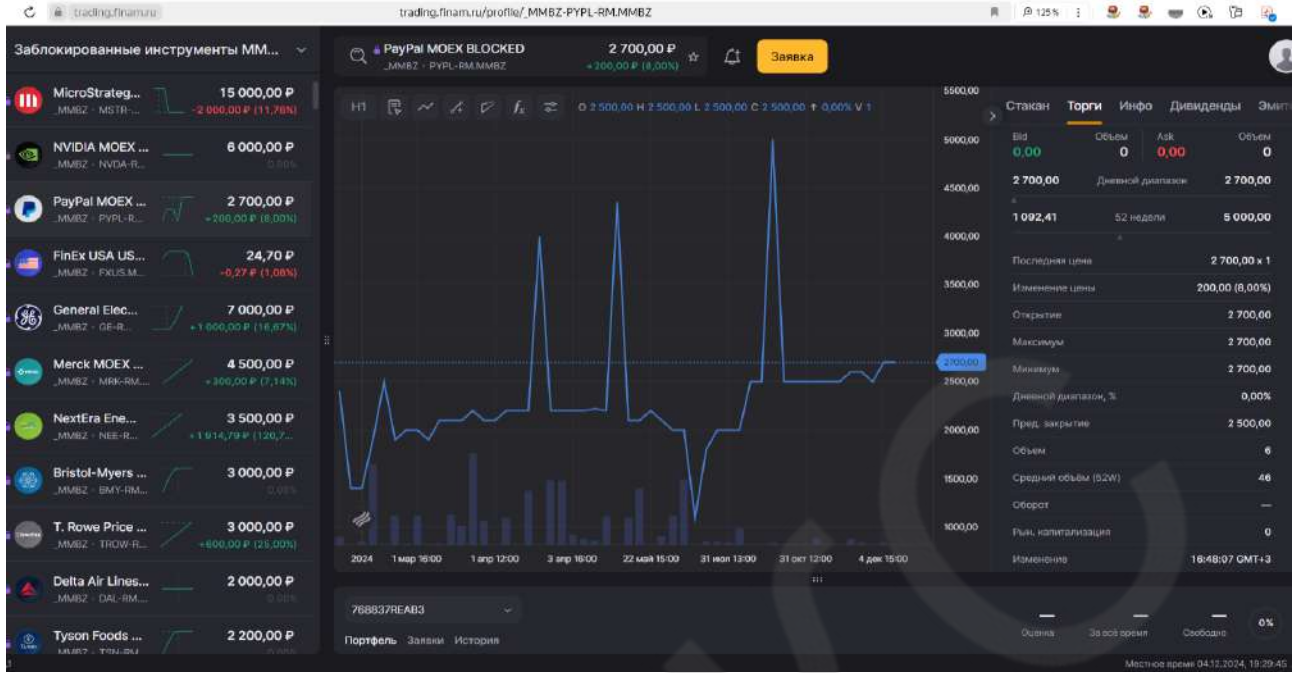 trading.finam.ru
trading.finam.ru/profile/_MMBZ-PYPL-RM.MMBZ
125 %
Заблокированные инструменты MM...
MicroStrateg... 15 000,00 ₽
_MMBZ · MSTR-... -2 000,00 ₽ (11,76%)
NVIDIA MOEX ... 6 000,00 ₽
_MMBZ · NVDA-R... 0,00%
PayPal MOEX ... 2 700,00 ₽
_MMBZ · PYPL-R... +200,00 ₽ (8,00%)
FinEx USA US... 24,70 ₽
_MMBZ · FXUS.M... -0,27 ₽ (1,08%)
General Elec... 7 000,00 ₽
_MMBZ · GE-R... +1 000,00 ₽ (16,67%)
Merck MOEX ... 4 500,00 ₽
_MMBZ · MRK-RM.... +300,00 ₽ (7,14%)
NextEra Ene... 3 500,00 ₽
_MMBZ · NEE-R... +1 914,79 ₽ (120,7...
Bristol-Myers ... 3 000,00 ₽
_MMBZ · BMY-RM... 0,00%
T. Rowe Price ... 3 000,00 ₽
_MMBZ · TROW-R... +600,00 ₽ (25,00%)
Delta Air Lines... 2 000,00 ₽
_MMBZ · DAL-RM.... 0,00%
Tyson Foods ... 2 200,00 ₽
PayPal MOEX BLOCKED 2 700,00 ₽
_MMBZ · PYPL-RM.MMBZ +200,00 ₽ (8,00%)
Заявка
H1 O 2 500,00 H 2 500,00 L 2 500,00 C 2 500,00 0,00% V 1
5500,00
5000,00
4500,00
4000,00
3500,00
3000,00
2700,00
2500,00
2000,00
1500,00
1000,00
2024 1 мар 16:00 1 апр 12:00 3 апр 16:00 22 май 15:00 31 июл 13:00 31 окт 12:00 4 дек 15:00
Стакан Торги Инфо Дивиденды
Bid Объем Ask Объем
0,00 0 0,00 0
2 700,00 Дневной диапазон 2 700,00
1 092,41 52 недели 5 000,00
Последняя цена 2 700,00 x 1
Изменение цены 200,00 (8,00%)
Открытие 2 700,00
Максимум 2 700,00
Минимум 2 700,00
Дневной диапазон, % 0,00%
Пред. закрытие 2 500,00
Объем 6
Средний объём (52W) 46
Оборот —
Рын. капитализация 0
Изменено 16:48:07 GMT+3
768837REAB3
Портфель Заявки История
— — — 0%
Оценка За всё время Свободно
Местное время 04.12.2024, 19:29:45